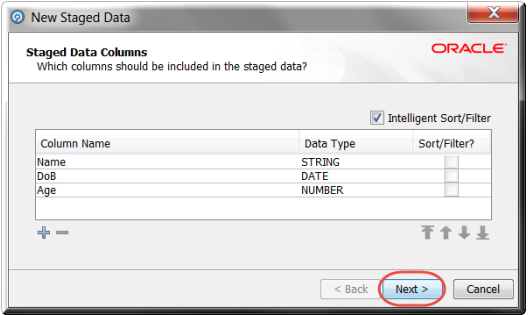 New Staged Data
Staged Data Columns
Which columns should be included in the staged data?
ORACLE
Intelligent Sort/Filter
Column Name Data Type Sort/Filter?
Name STRING
DoB DATE
Age NUMBER
< Back Next > Cancel